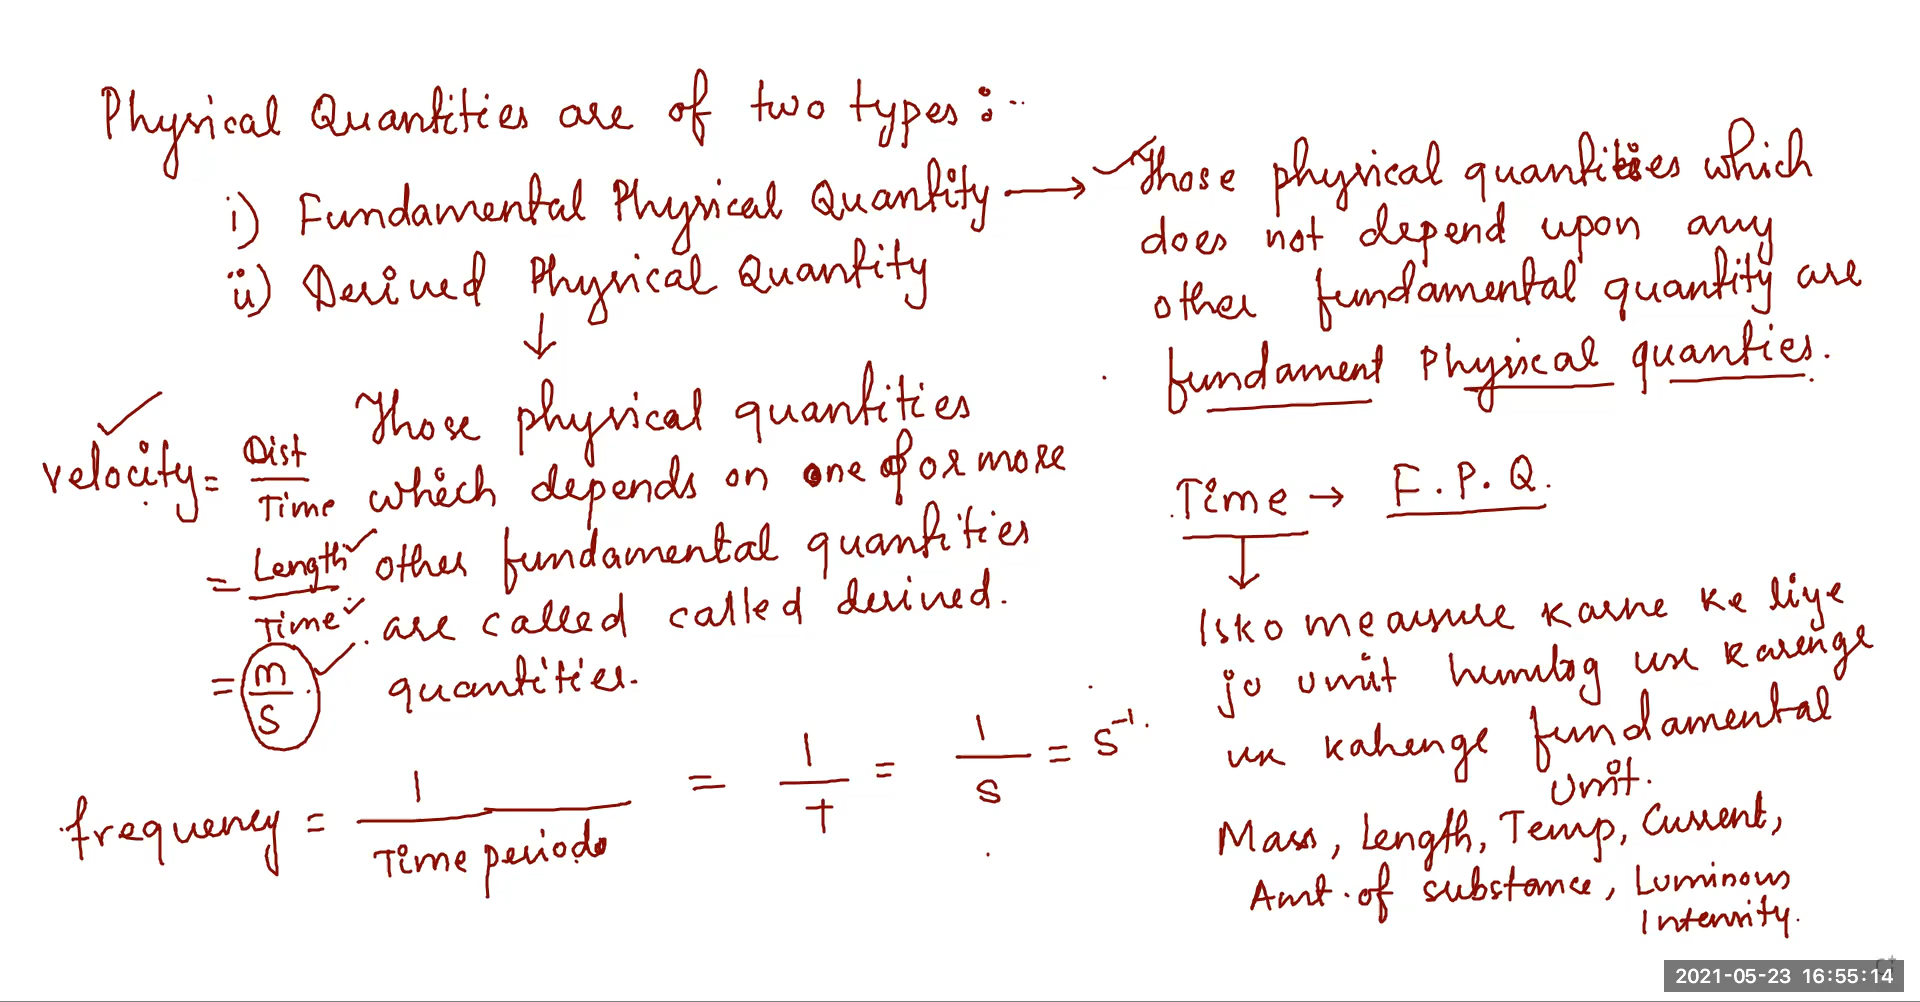 Physical Quantities are of two types :-
i) Fundamental Physical Quantity →
ii) Derived Physical Quantity
↓
Those physical quantities
which depends on one of or more
other fundamental quantities
are called called derived.
quantities.
velocity = Dist / Time
= Length / Time
= m / s
frequency = 1 / Time period = 1 / T = 1 / s = s⁻¹.
Those physical quantities which
does not depend upon any
other fundamental quantity are
fundament Physical quanties.
Time → F.P.Q.
↓
Isko measure karne ke liye
jo unit humlog use karenge
use kahenge fundamental
unit.
Mass, Length, Temp, Current,
Amt. of substance, Luminous
Intensity.
2021-05-23 16:55:14